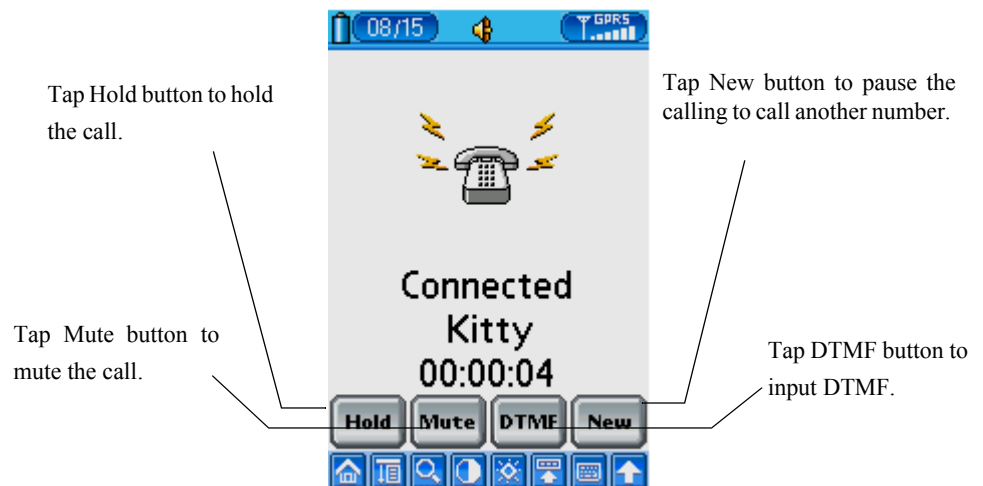 08/15
GPRS
Tap Hold button to hold
the call.
Tap New button to pause the
calling to call another number.
Connected
Kitty
00:00:04
Tap Mute button to
mute the call.
Tap DTMF button to
input DTMF.
Hold Mute DTMF New